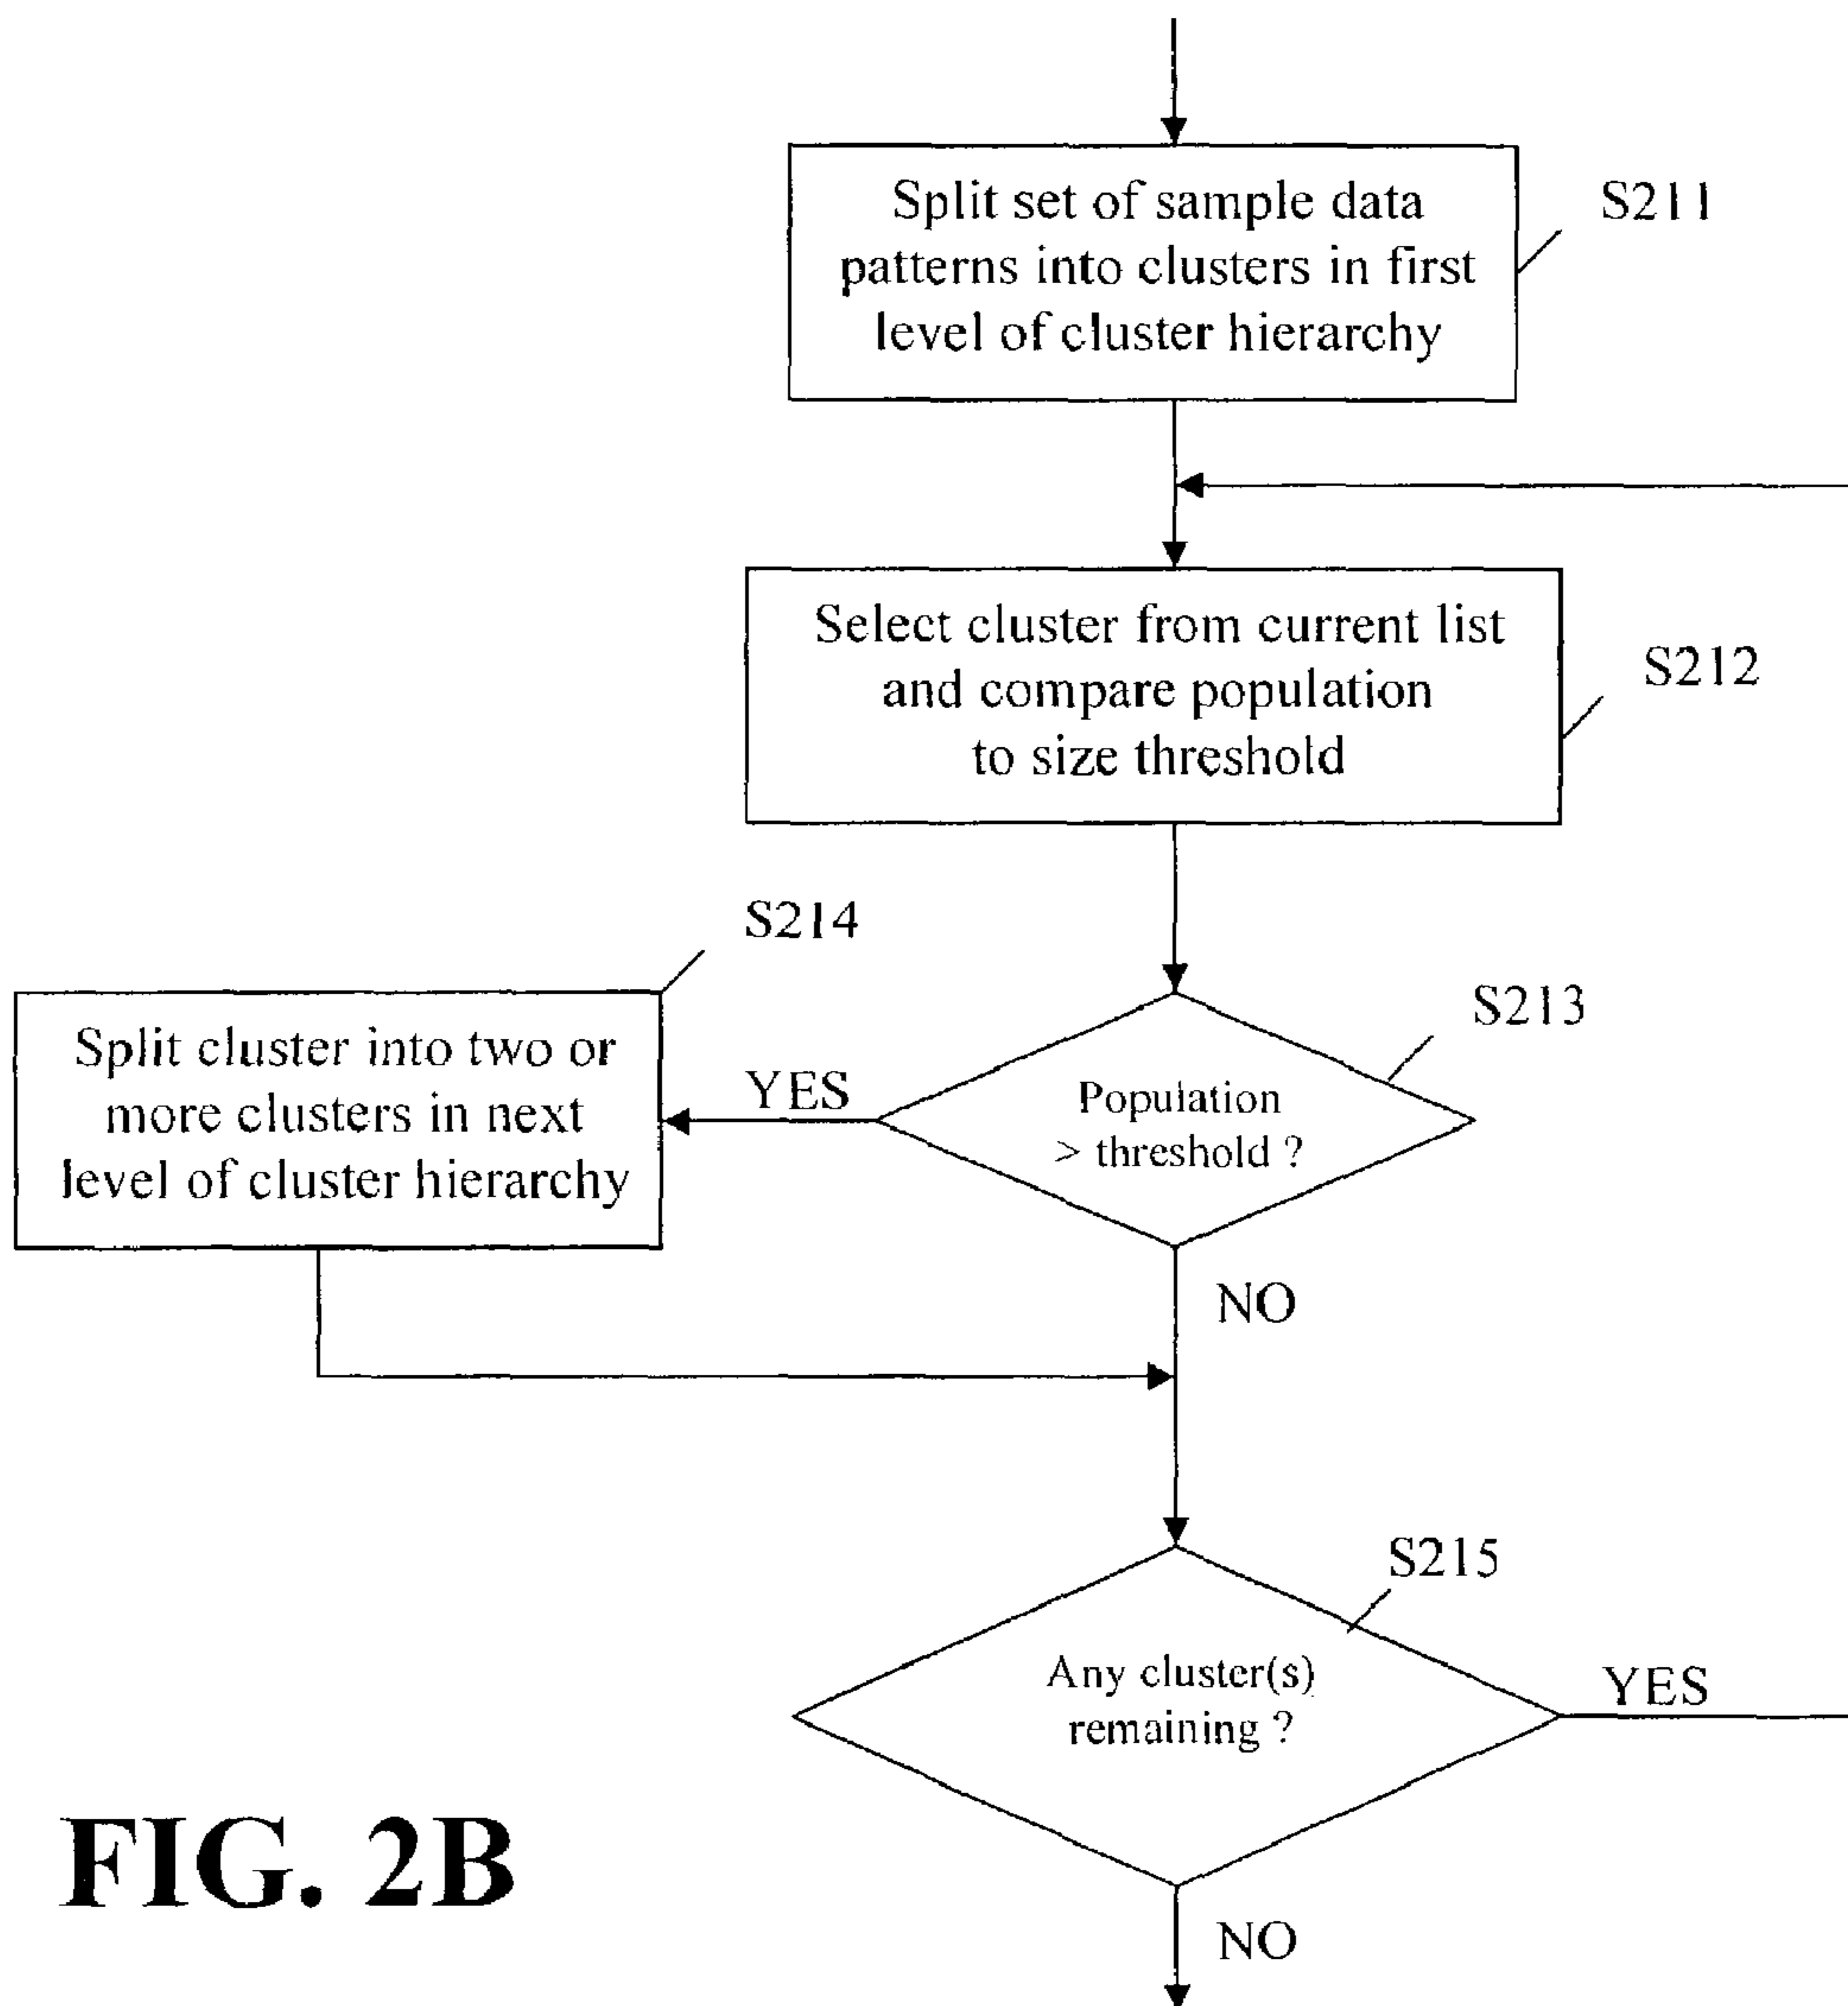 Split set of sample data
patterns into clusters in first
level of cluster hierarchy
S211
Select cluster from current list
and compare population
to size threshold
S212
S214
Split cluster into two or
more clusters in next
level of cluster hierarchy
YES
S213
Population
> threshold ?
NO
S215
Any cluster(s)
remaining ?
YES
NO
FIG. 2B